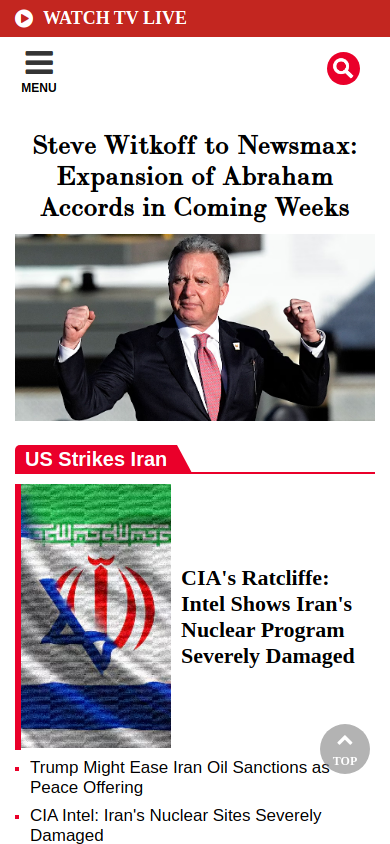 WATCH TV LIVE
MENU
Steve Witkoff to Newsmax:
Expansion of Abraham
Accords in Coming Weeks
US Strikes Iran
CIA's Ratcliffe:
Intel Shows Iran's
Nuclear Program
Severely Damaged
TOP
Trump Might Ease Iran Oil Sanctions as
Peace Offering
CIA Intel: Iran's Nuclear Sites Severely
Damaged